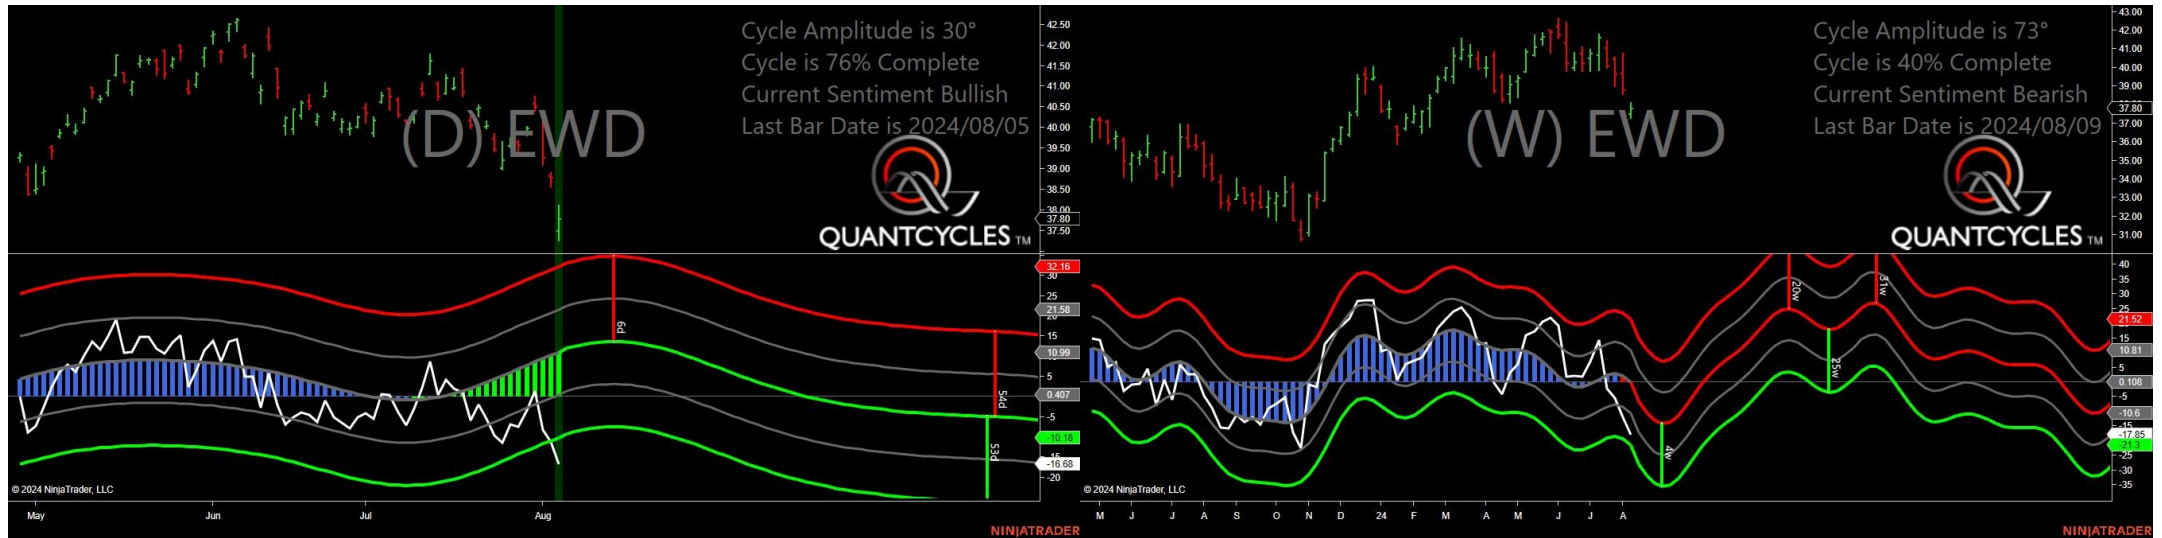 Cycle Amplitude is 30°
Cycle is 76% Complete
Current Sentiment Bullish
Last Bar Date is 2024/08/05
(D) EWD
QUANTCYCLES TM
42.50
42.00
41.50
41.00
40.50
40.00
39.50
39.00
38.50
38.00
37.80
37.50
32.16
30
25
21.58
15
10.99
5
0.407
-5
-10.18
-15
-16.68
-20
6d
54d
53d
© 2024 NinjaTrader, LLC
May Jun Jul Aug
NINJATRADER
Cycle Amplitude is 73°
Cycle is 40% Complete
Current Sentiment Bearish
Last Bar Date is 2024/08/09
(W) EWD
QUANTCYCLES TM
43.00
42.00
41.00
40.00
39.00
37.80
37.00
36.00
35.00
34.00
33.00
32.00
31.00
40
35
30
25
21.52
15
10.81
5
0.108
-5
-10.6
-15
-17.85
-21.3
-25
-30
-35
20w
31w
25w
4w
© 2024 NinjaTrader, LLC
M J J A S O N D 24 F M A M J J A
NINJATRADER